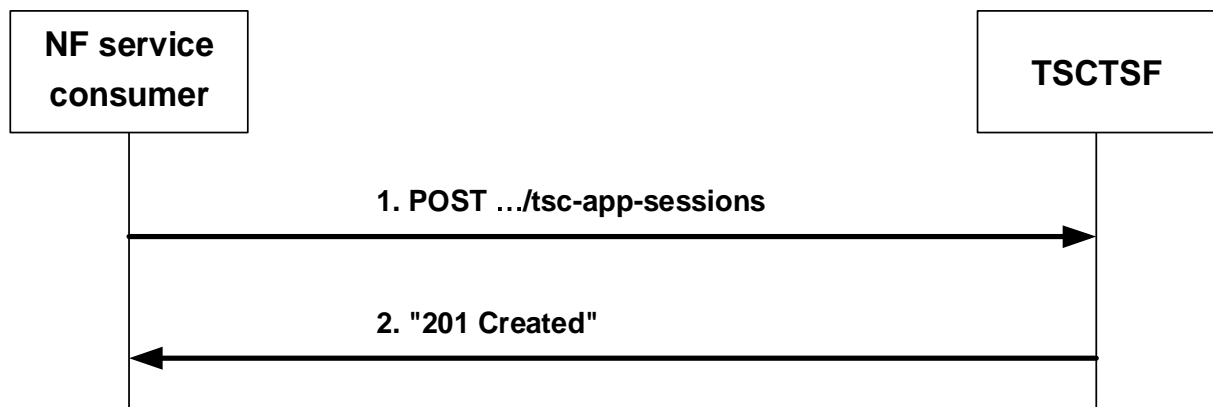 NF service
consumer
TSCTSF
1. POST …/tsc-app-sessions
2. "201 Created"